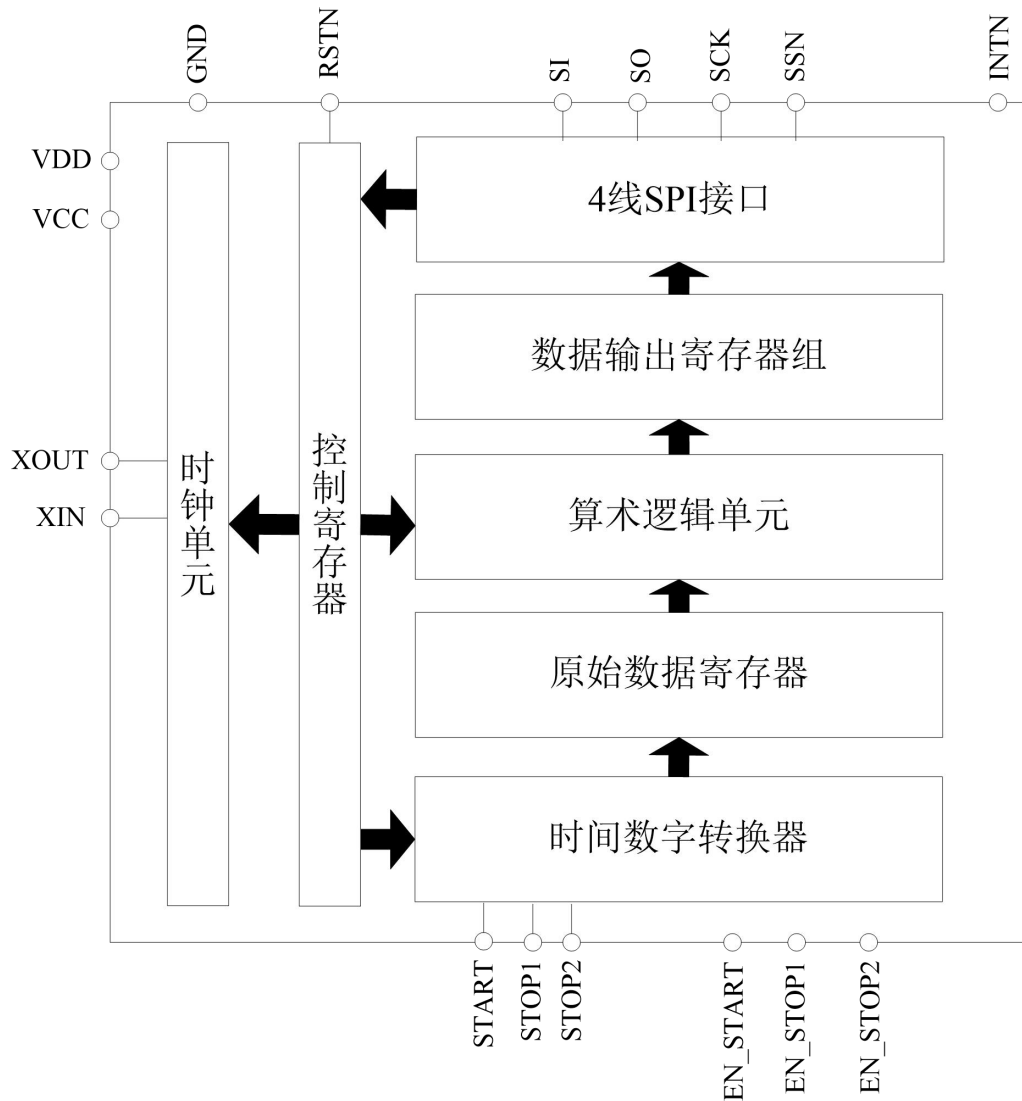 GND
RSTN
SI
SO
SCK
SSN
INTN
VDD
VCC
XOUT
XIN
时钟单元
控制寄存器
4线SPI接口
数据输出寄存器组
算术逻辑单元
原始数据寄存器
时间数字转换器
START
STOP1
STOP2
EN_START
EN_STOP1
EN_STOP2